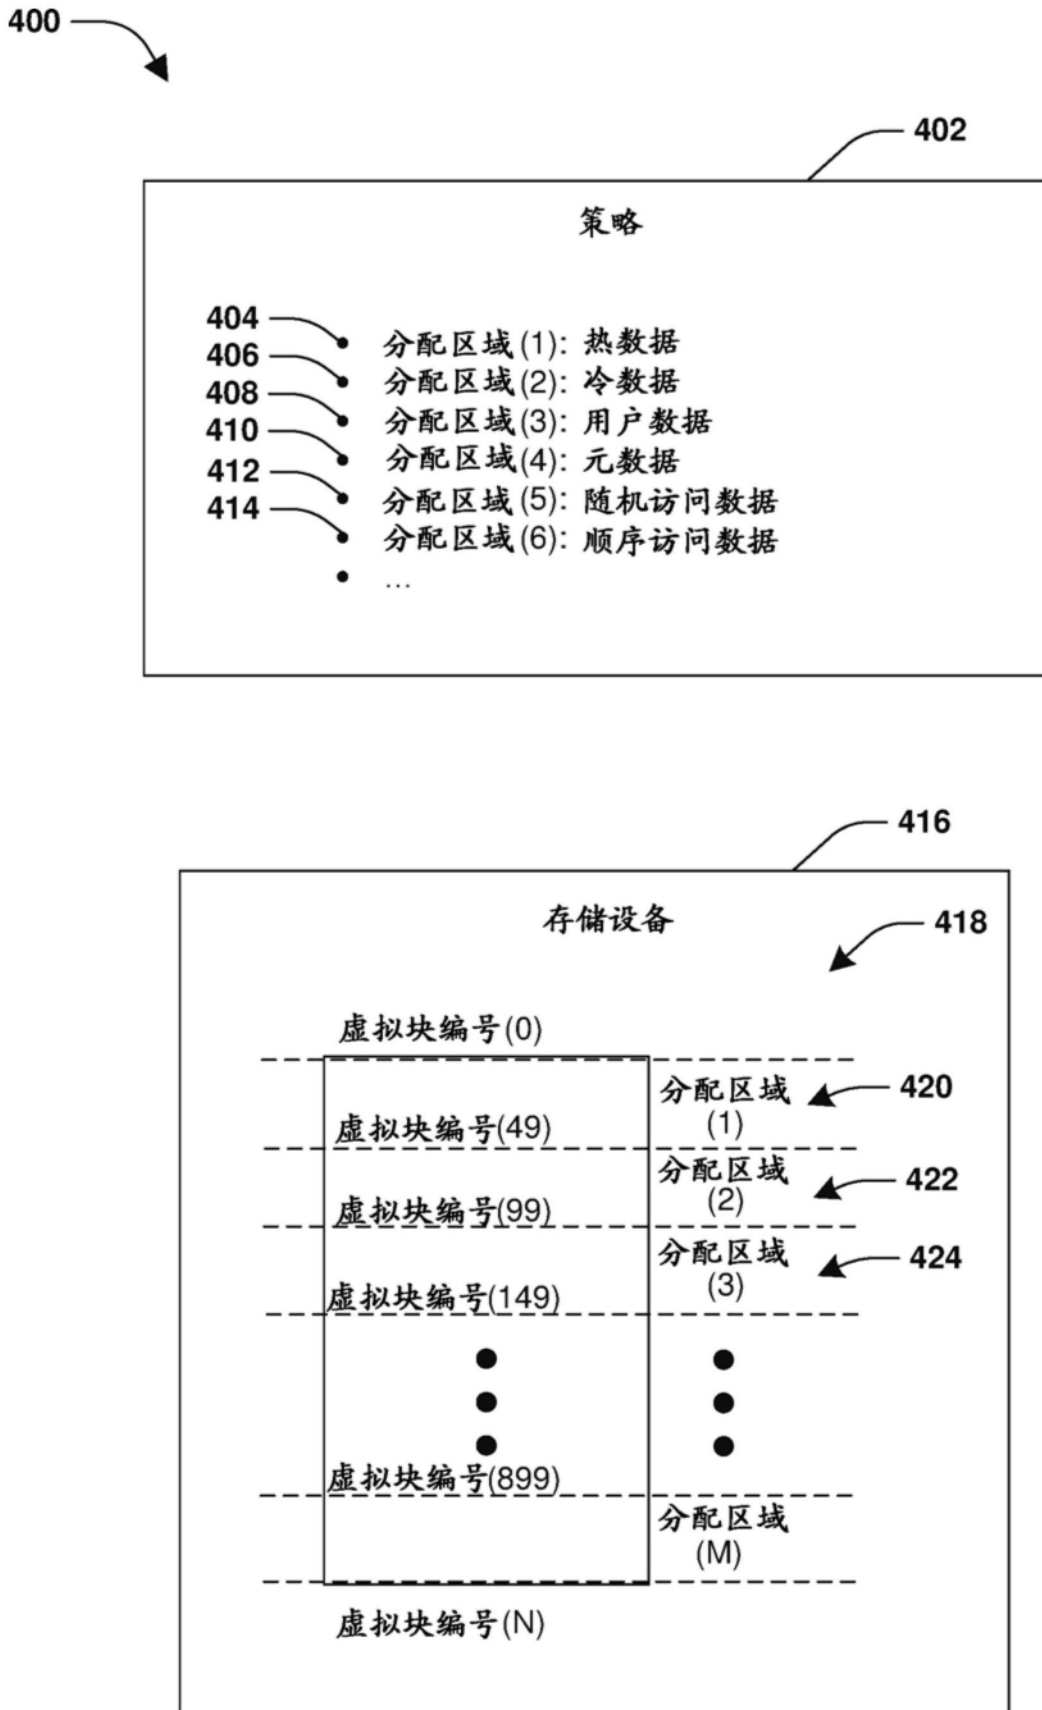 400
402
策略
404
分配区域(1): 热数据
406
分配区域(2): 冷数据
408
分配区域(3): 用户数据
410
分配区域(4): 元数据
412
分配区域(5): 随机访问数据
414
分配区域(6): 顺序访问数据
...
416
存储设备
418
虚拟块编号(0)
分配区域
(1)
420
虚拟块编号(49)
分配区域
(2)
422
虚拟块编号(99)
分配区域
(3)
424
虚拟块编号(149)
虚拟块编号(899)
分配区域
(M)
虚拟块编号(N)